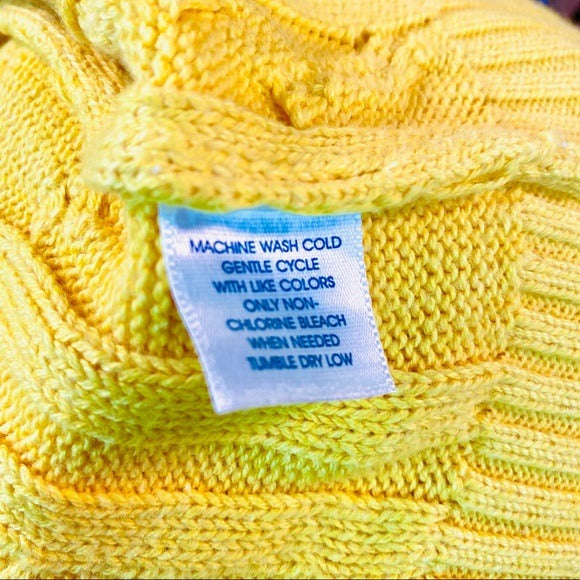 MACHINE WASH COLD
GENTLE CYCLE
WITH LIKE COLORS
ONLY NON-
CHLORINE BLEACH
WHEN NEEDED
TUMBLE DRY LOW